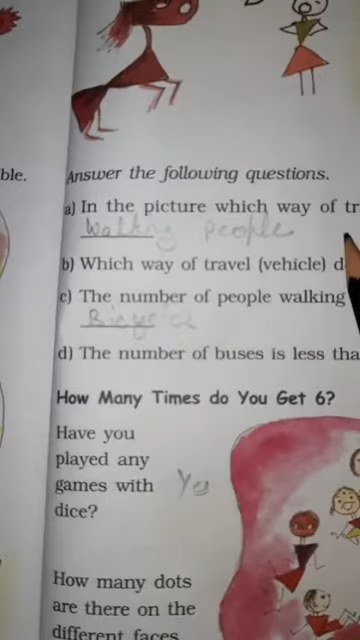 ble.
Answer the following questions.
a) In the picture which way of tr
Walkng people
b) Which way of travel (vehicle) d
c) The number of people walking
Bicycles
d) The number of buses is less tha
How Many Times do You Get 6?
Have you
played any
games with
dice?
Yes
How many dots
are there on the
different faces